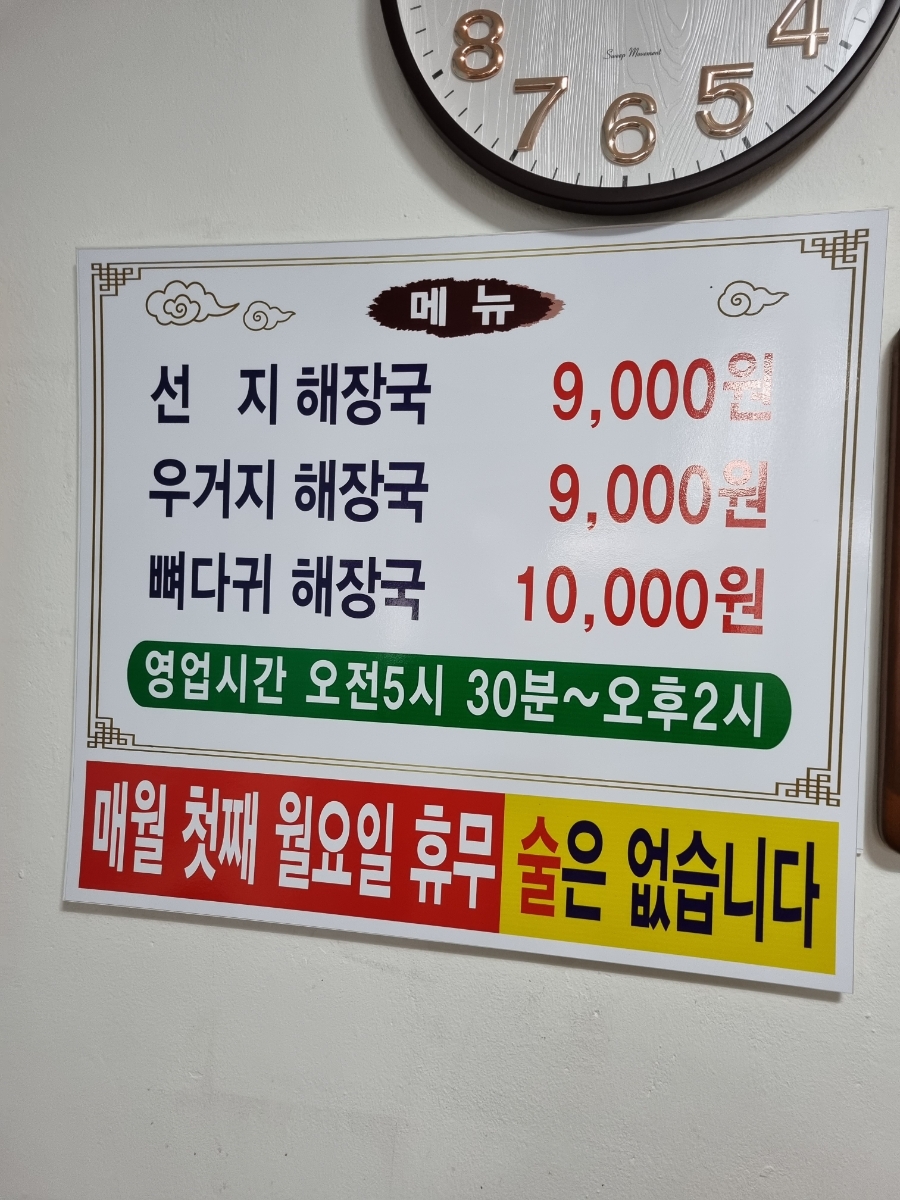 8 7 6 5 4
Sweep Movement
메 뉴
선 지 해장국 9,000원
우거지 해장국 9,000원
뼈다귀 해장국 10,000원
영업시간 오전5시 30분~오후2시
매월 첫째 월요일 휴무 술은 없습니다